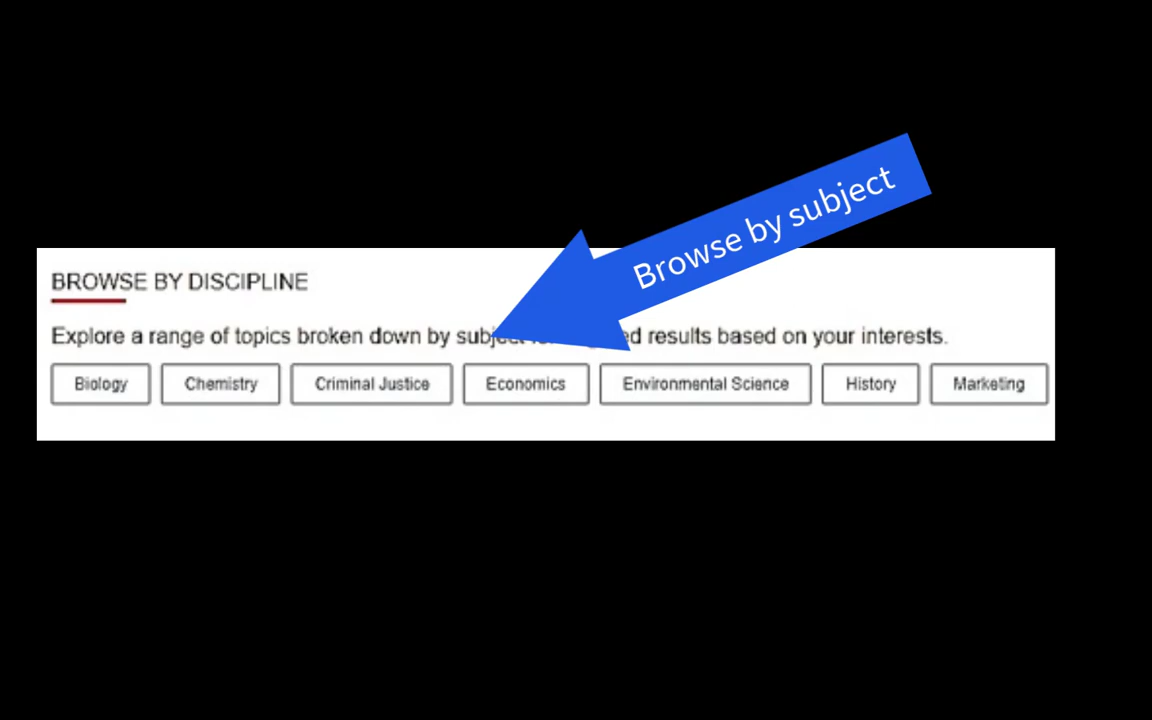 Browse by subject
BROWSE BY DISCIPLINE
Explore a range of topics broken down by results based on your interests.
Biology Chemistry Criminal Justice Economics Environmental Science History Marketing